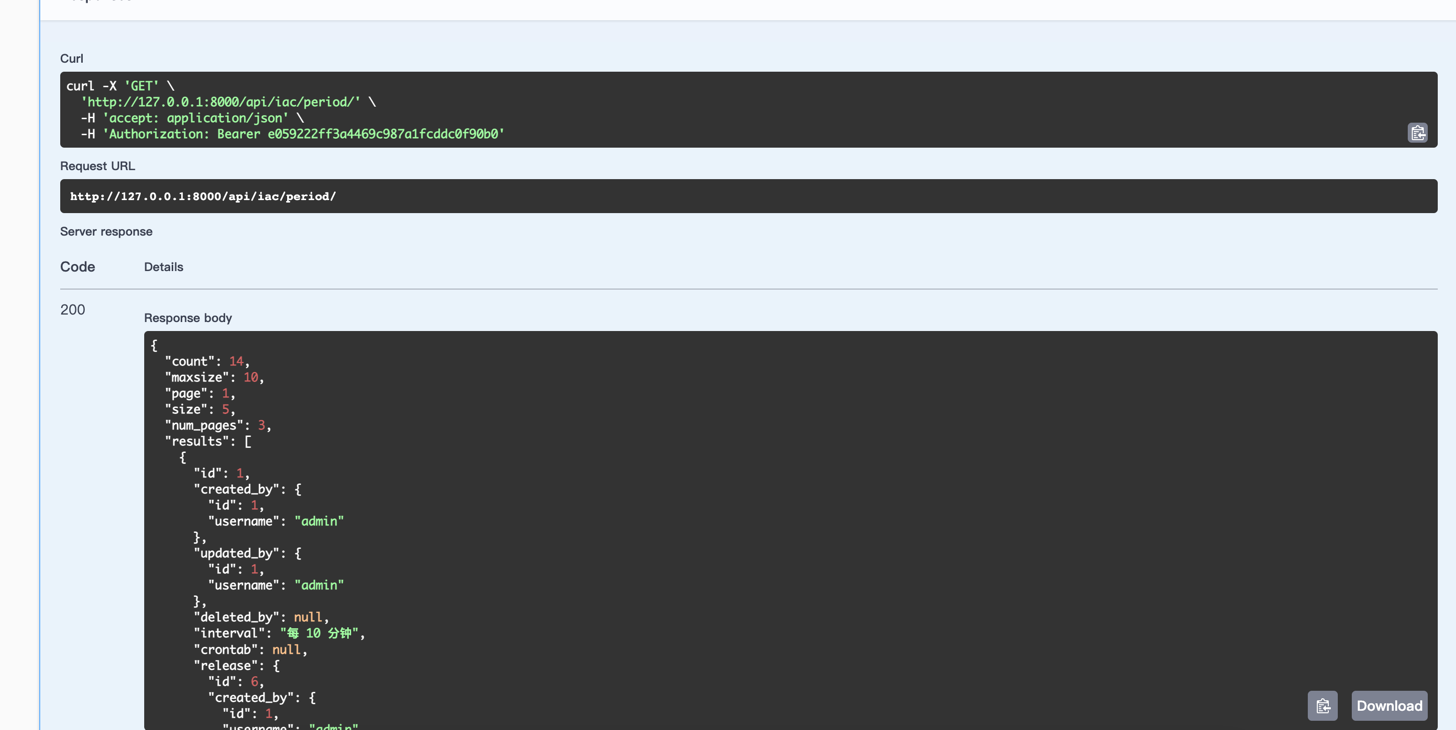 Curl
curl -X 'GET' \
'http://127.0.0.1:8000/api/iac/period/' \
-H 'accept: application/json' \
-H 'Authorization: Bearer e059222ff3a4469c987a1fcddc0f90b0'
Request URL
http://127.0.0.1:8000/api/iac/period/
Server response
Code Details
200
Response body
{
"count": 14,
"maxsize": 10,
"page": 1,
"size": 5,
"num_pages": 3,
"results": [
{
"id": 1,
"created_by": {
"id": 1,
"username": "admin"
},
"updated_by": {
"id": 1,
"username": "admin"
},
"deleted_by": null,
"interval": "每 10 分钟",
"crontab": null,
"release": {
"id": 6,
"created_by": {
"id": 1,
"username": "admin"
Download